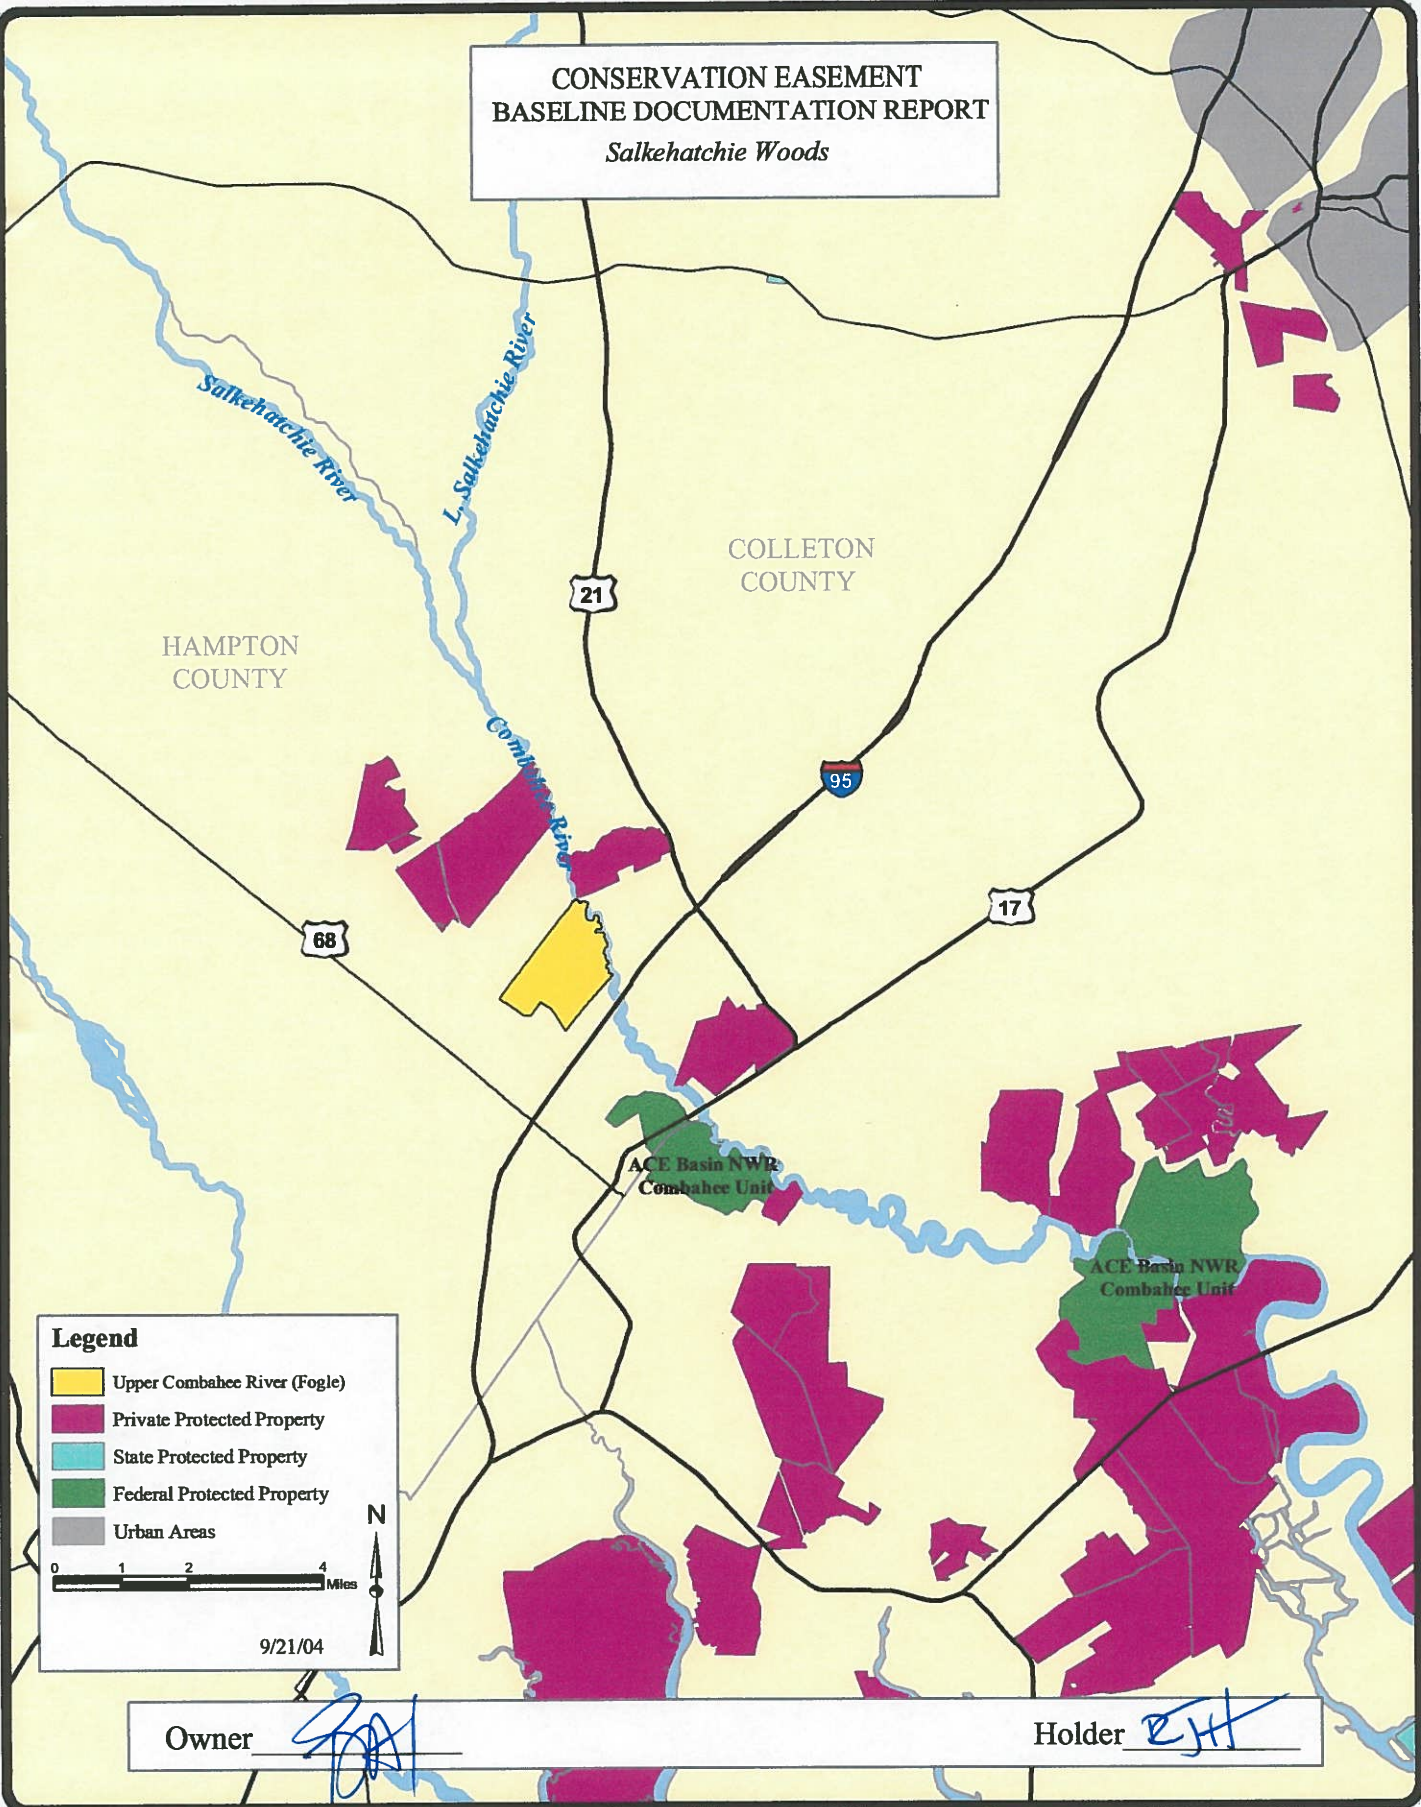 CONSERVATION EASEMENT
BASELINE DOCUMENTATION REPORT
Salkehatchie Woods
Salkehatchie River
L. Salkehatchie River
21
COLLETON
COUNTY
HAMPTON
COUNTY
Combahee River
95
17
68
ACE Basin NWR
Combahee Unit
ACE Basin NWR
Combahee Unit
Legend
Upper Combahee River (Fogle)
Private Protected Property
State Protected Property
Federal Protected Property
Urban Areas
N
0 1 2 4
Miles
9/21/04
Owner
Holder RJH